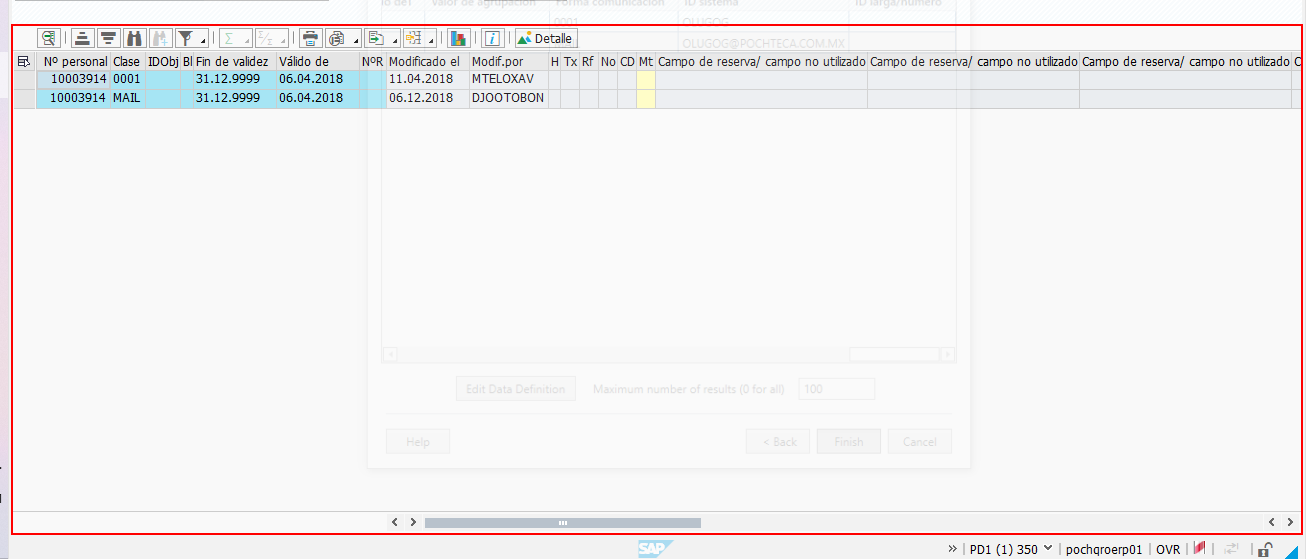 po de1 Valor de agrupación Forma comunicación ID sistema ID larga/número
0001 OLUGOG
OLUGOG@POCHTECA.COM.MX
Detalle
Nº personal Clase IDObj Bl Fin de validez Válido de NºR Modificado el Modif.por H Tx Rf No CD Mt Campo de reserva/ campo no utilizado Campo de reserva/ campo no utilizado Campo de reserva/ campo no utilizado C
10003914 0001 31.12.9999 06.04.2018 11.04.2018 MTELOXAV
10003914 MAIL 31.12.9999 06.04.2018 06.12.2018 DJOOTOBON
Edit Data Definition Maximum number of results (0 for all) 100
Help < Back Finish Cancel
SAP
PD1 (1) 350 pochqroerp01 OVR